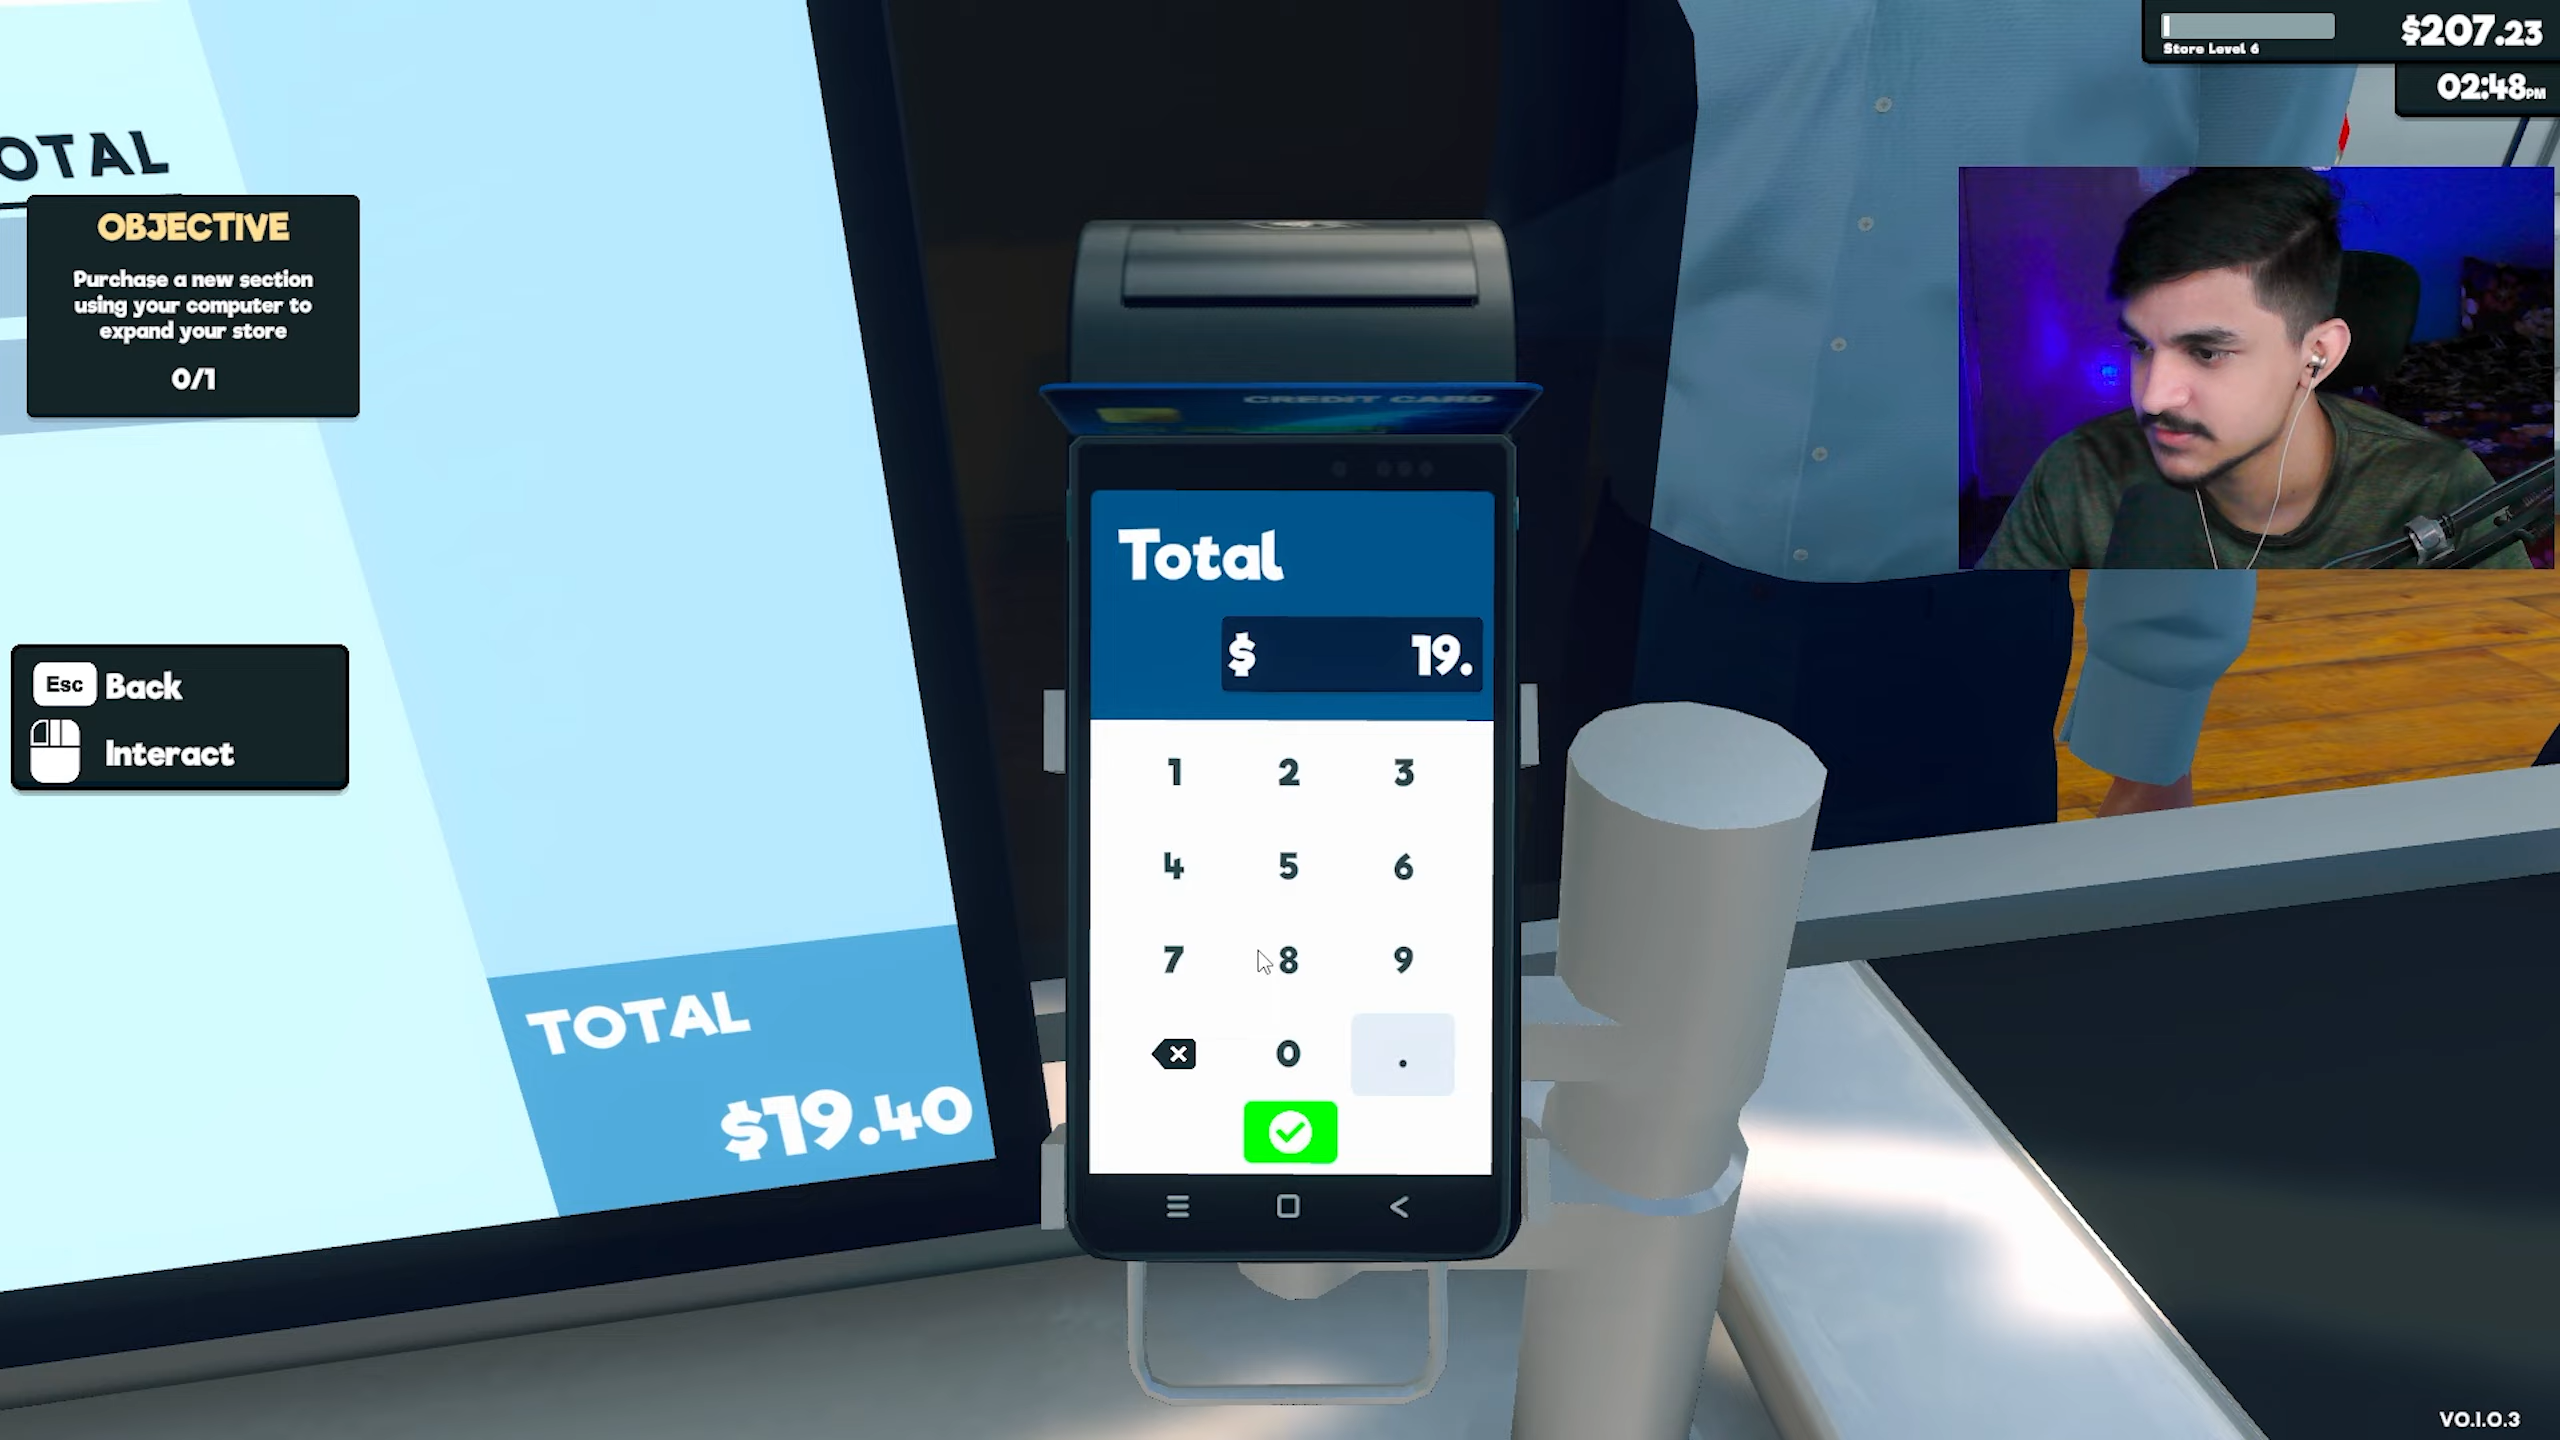 $207.23
Store Level 6
02:48PM
OTAL
OBJECTIVE
Purchase a new section
using your computer to
expand your store
0/1
CREDIT CARD
Total
$ 19.
Esc Back
Interact
1 2 3
4 5 6
7 8 9
0 .
TOTAL
$19.40
V0.1.0.3